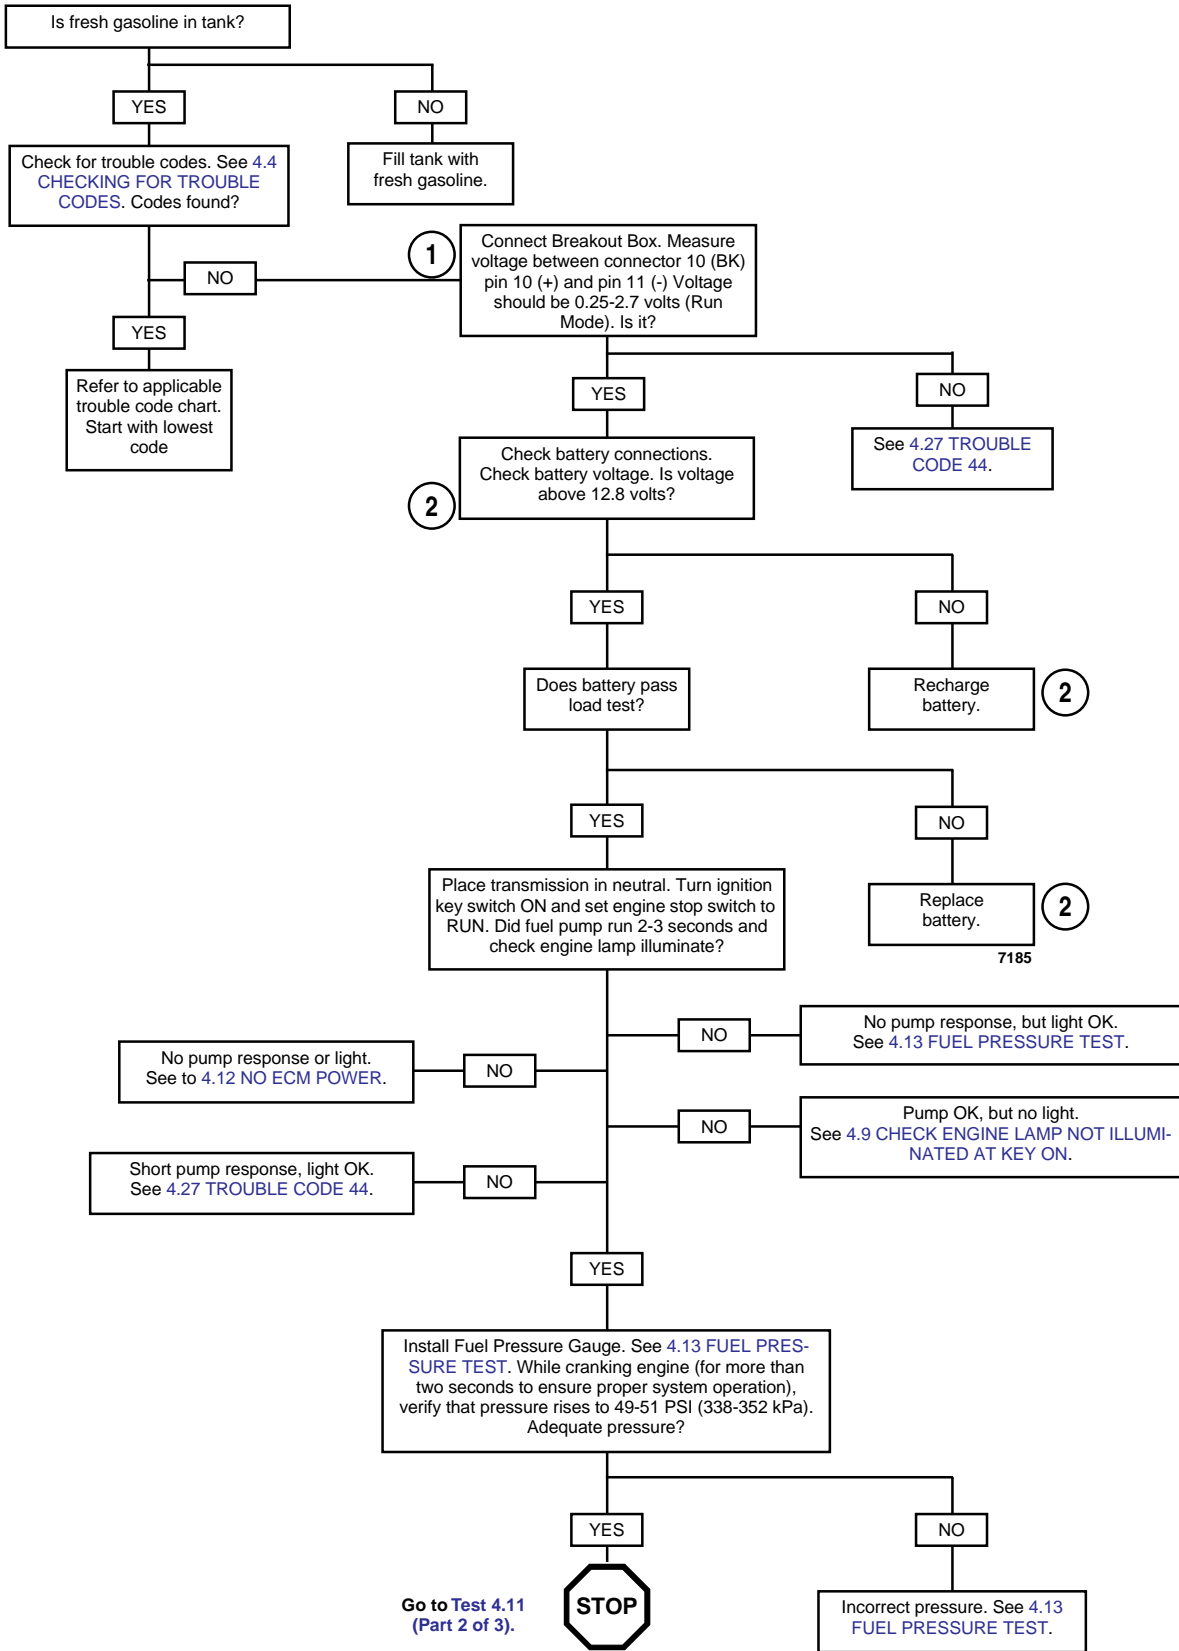 Is fresh gasoline in tank?
YES
NO
Check for trouble codes. See 4.4
CHECKING FOR TROUBLE
CODES. Codes found?
Fill tank with
fresh gasoline.
1
Connect Breakout Box. Measure
voltage between connector 10 (BK)
pin 10 (+) and pin 11 (-) Voltage
should be 0.25-2.7 volts (Run
Mode). Is it?
NO
YES
Refer to applicable
trouble code chart.
Start with lowest
code
YES
NO
See 4.27 TROUBLE
CODE 44.
2
Check battery connections.
Check battery voltage. Is voltage
above 12.8 volts?
YES
NO
Does battery pass
load test?
Recharge
battery.
2
YES
NO
Place transmission in neutral. Turn ignition
key switch ON and set engine stop switch to
RUN. Did fuel pump run 2-3 seconds and
check engine lamp illuminate?
Replace
battery.
2
7185
NO
No pump response, but light OK.
See 4.13 FUEL PRESSURE TEST.
No pump response or light.
See to 4.12 NO ECM POWER.
NO
NO
Pump OK, but no light.
See 4.9 CHECK ENGINE LAMP NOT ILLUMI-
NATED AT KEY ON.
Short pump response, light OK.
See 4.27 TROUBLE CODE 44.
NO
YES
Install Fuel Pressure Gauge. See 4.13 FUEL PRES-
SURE TEST. While cranking engine (for more than
two seconds to ensure proper system operation),
verify that pressure rises to 49-51 PSI (338-352 kPa).
Adequate pressure?
YES
NO
Go to Test 4.11
(Part 2 of 3).
STOP
Incorrect pressure. See 4.13
FUEL PRESSURE TEST.